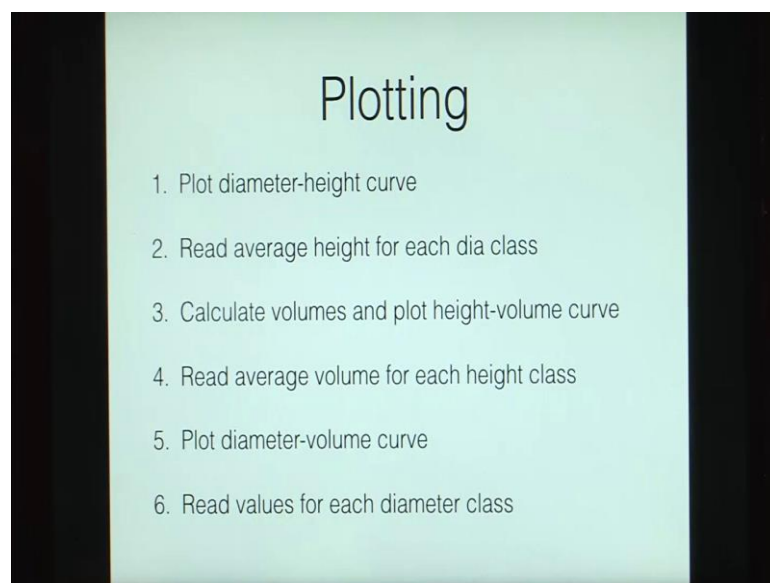 Plotting
1. Plot diameter-height curve
2. Read average height for each dia class
3. Calculate volumes and plot height-volume curve
4. Read average volume for each height class
5. Plot diameter-volume curve
6. Read values for each diameter class